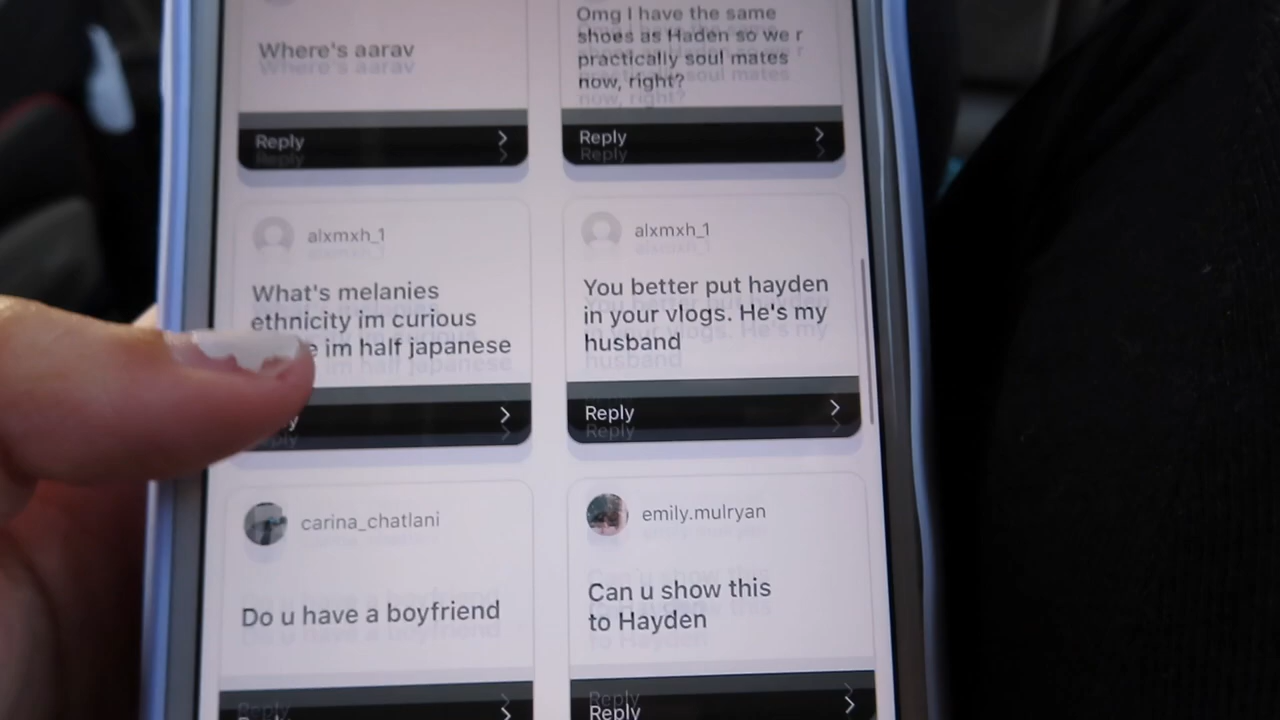 Where's aarav
Reply
Omg I have the same
shoes as Haden so we r
practically soul mates
now, right?
Reply
alxmxh_1
What's melanies
ethnicity im curious
im half japanese
alxmxh_1
You better put hayden
in your vlogs. He's my
husband
Reply
carina_chatlani
Do u have a boyfriend
Reply
emily.mulryan
Can u show this
to Hayden
Reply